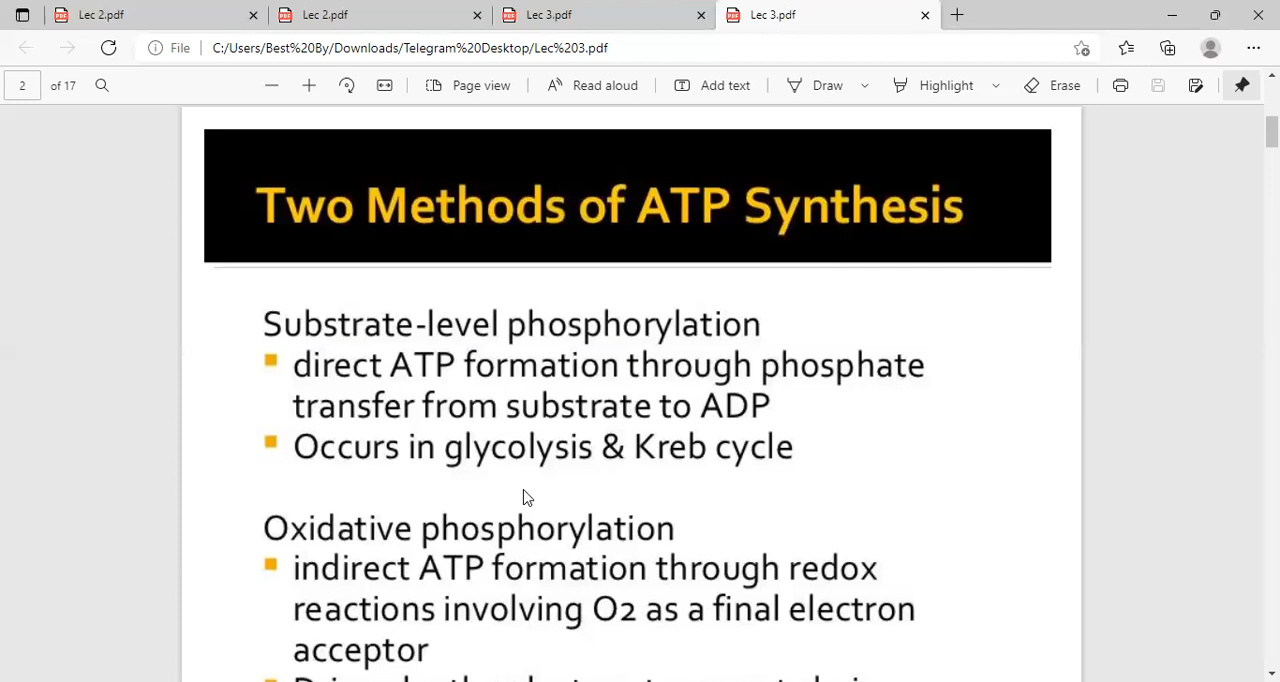 Lec 2.pdf Lec 2.pdf Lec 3.pdf Lec 3.pdf
File C:/Users/Best%20By/Downloads/Telegram%20Desktop/Lec%203.pdf
2 of 17 Page view Read aloud Add text Draw Highlight Erase
Two Methods of ATP Synthesis
Substrate-level phosphorylation
direct ATP formation through phosphate
transfer from substrate to ADP
Occurs in glycolysis & Kreb cycle
Oxidative phosphorylation
indirect ATP formation through redox
reactions involving O2 as a final electron
acceptor